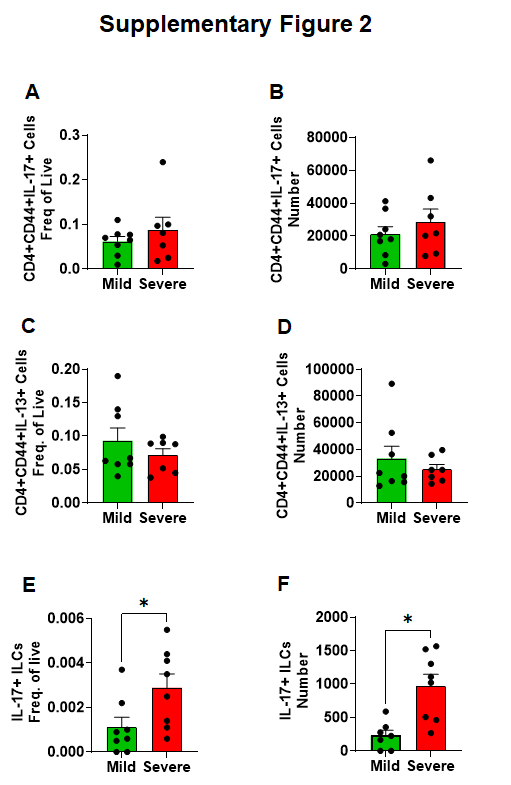 Supplementary Figure 2
A
CD4+CD44+IL-17+ Cells
Freq of Live
0.3
0.2
0.1
0.0
Mild Severe
B
CD4+CD44+IL-17+ Cells
Number
80000
60000
40000
20000
0
Mild Severe
C
CD4+CD44+IL-13+ Cells
Freq. of Live
0.20
0.15
0.10
0.05
0.00
Mild Severe
D
CD4+CD44+IL-13+ Cells
Number
100000
80000
60000
40000
20000
0
Mild Severe
E
IL-17+ ILCs
Freq. of live
0.006
0.004
0.002
0.000
*
Mild Severe
F
IL-17+ ILCs
Number
2000
1500
1000
500
0
*
Mild Severe